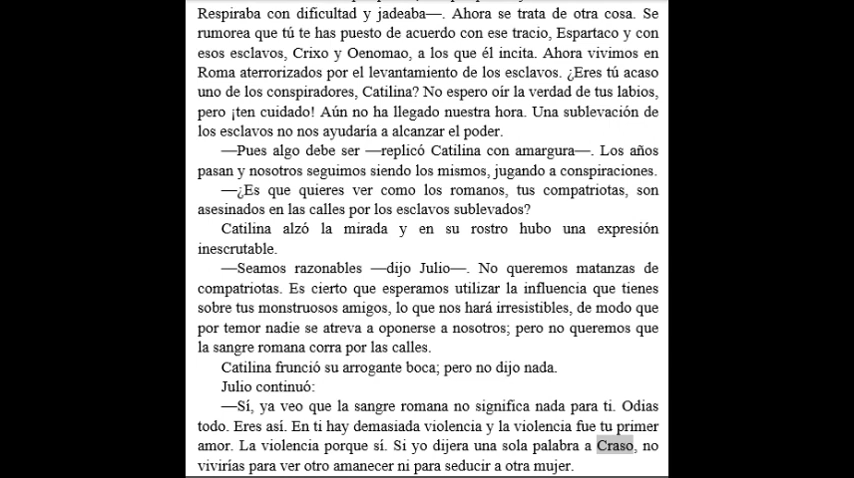 Respiraba con dificultad y jadeaba—. Ahora se trata de otra cosa. Se
rumorea que tú te has puesto de acuerdo con ese tracio, Espartaco y con
esos esclavos, Crixo y Oenomao, a los que él incita. Ahora vivimos en
Roma aterrorizados por el levantamiento de los esclavos. ¿Eres tú acaso
uno de los conspiradores, Catilina? No espero oír la verdad de tus labios,
pero ¡ten cuidado! Aún no ha llegado nuestra hora. Una sublevación de
los esclavos no nos ayudaría a alcanzar el poder.
—Pues algo debe ser —replicó Catilina con amargura—. Los años
pasan y nosotros seguimos siendo los mismos, jugando a conspiraciones.
—¿Es que quieres ver como los romanos, tus compatriotas, son
asesinados en las calles por los esclavos sublevados?
Catilina alzó la mirada y en su rostro hubo una expresión
inescrutable.
—Seamos razonables —dijo Julio—. No queremos matanzas de
compatriotas. Es cierto que esperamos utilizar la influencia que tienes
sobre tus monstruosos amigos, lo que nos hará irresistibles, de modo que
por temor nadie se atreva a oponerse a nosotros; pero no queremos que
la sangre romana corra por las calles.
Catilina frunció su arrogante boca; pero no dijo nada.
Julio continuó:
—Sí, ya veo que la sangre romana no significa nada para ti. Odias
todo. Eres así. En ti hay demasiada violencia y la violencia fue tu primer
amor. La violencia porque sí. Si yo dijera una sola palabra a Craso, no
vivirías para ver otro amanecer ni para seducir a otra mujer.